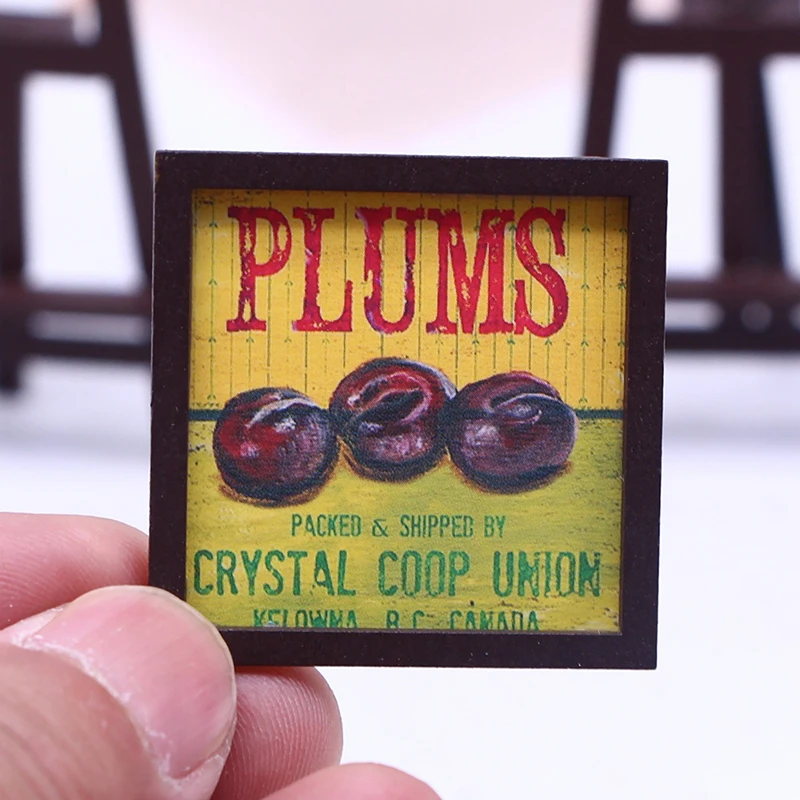 PLUMS
PACKED & SHIPPED BY
CRYSTAL COOP UNION
KELOWNA, B.C. CANADA